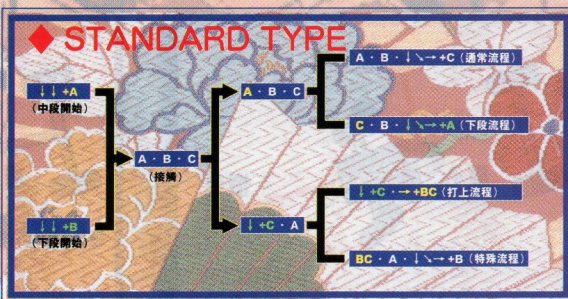 ◆ STANDARD TYPE
↓↓+A
(中段開始)
↓↓+B
(下段開始)
A・B・C
(接觸)
A・B・C
↓+C・A
A・B・↓↘→+C(通常流程)
C・B・↓↘→+A(下段流程)
↓+C・→+BC(打上流程)
BC・A・↓↘→+B(特殊流程)